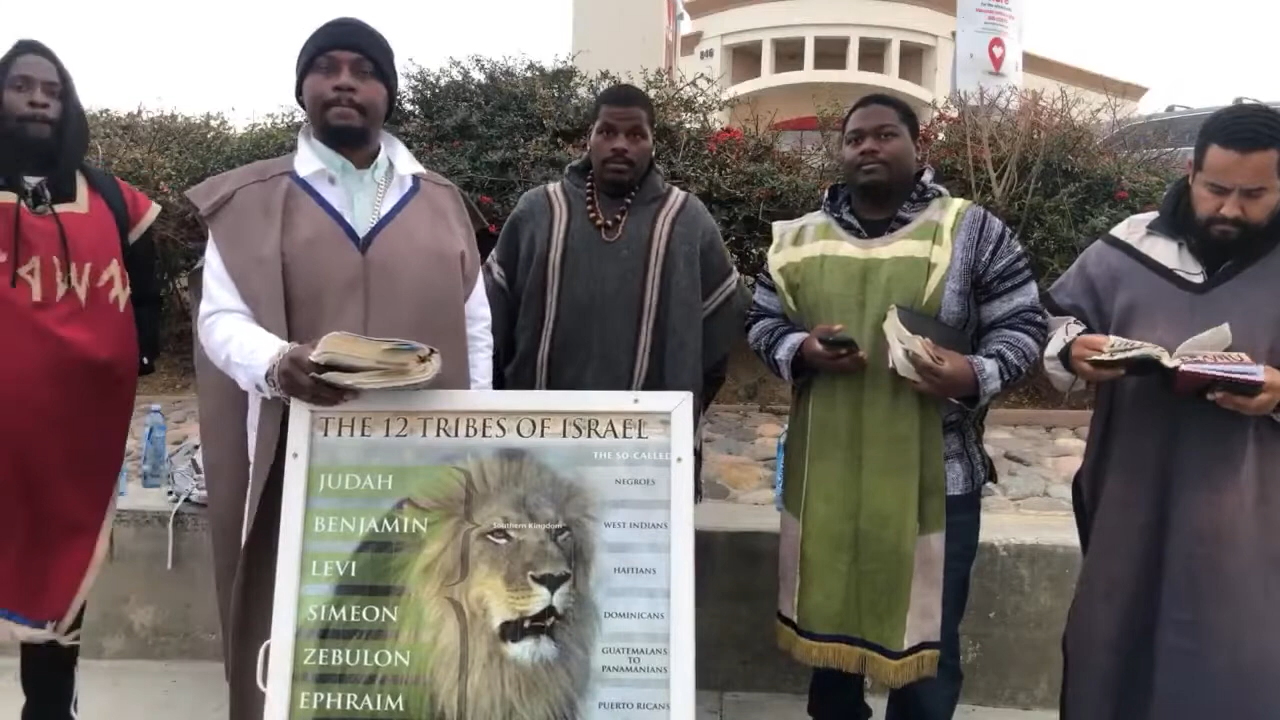 846
THE 12 TRIBES OF ISRAEL
THE SO-CALLED
JUDAH
NEGROES
BENJAMIN
Southern Kingdom
WEST INDIANS
LEVI
HAITIANS
SIMEON
DOMINICANS
ZEBULON
GUATEMALANS
TO
PANAMANIANS
EPHRAIM
PUERTO RICANS